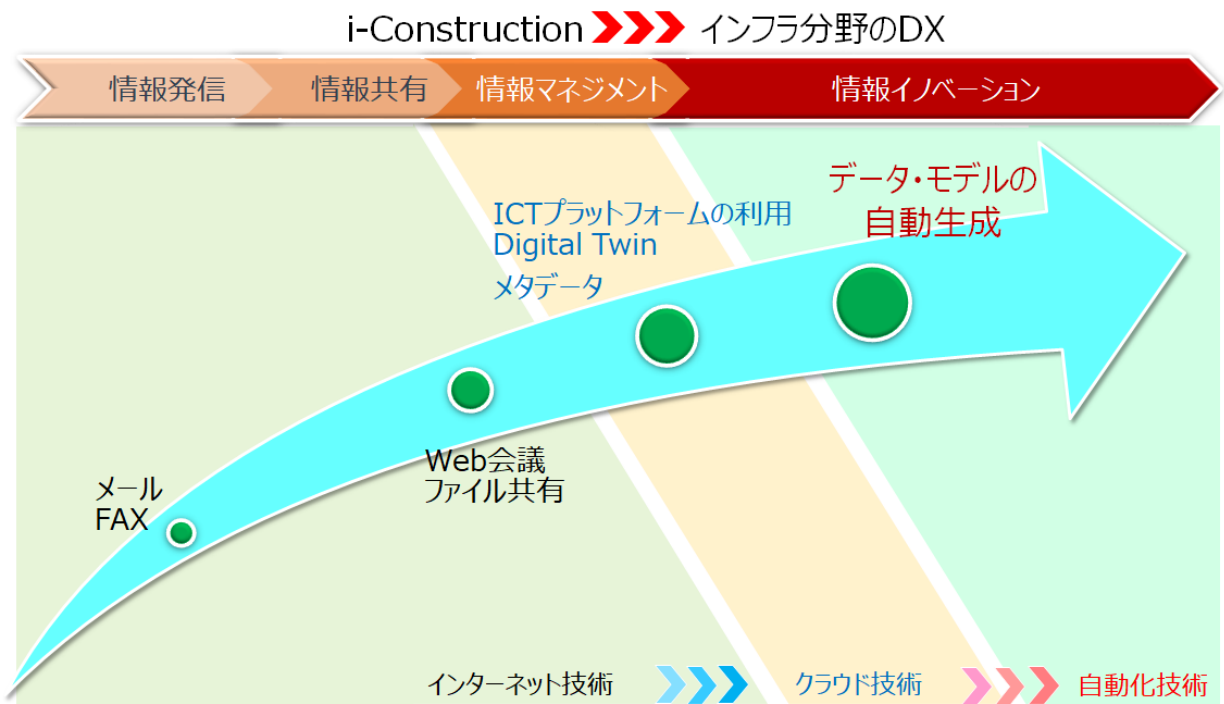 i-Construction インフラ分野のDX
情報発信 情報共有 情報マネジメント 情報イノベーション
データ・モデルの
自動生成
ICTプラットフォームの利用
Digital Twin
メタデータ
Web会議
ファイル共有
メール
FAX
インターネット技術 クラウド技術 自動化技術